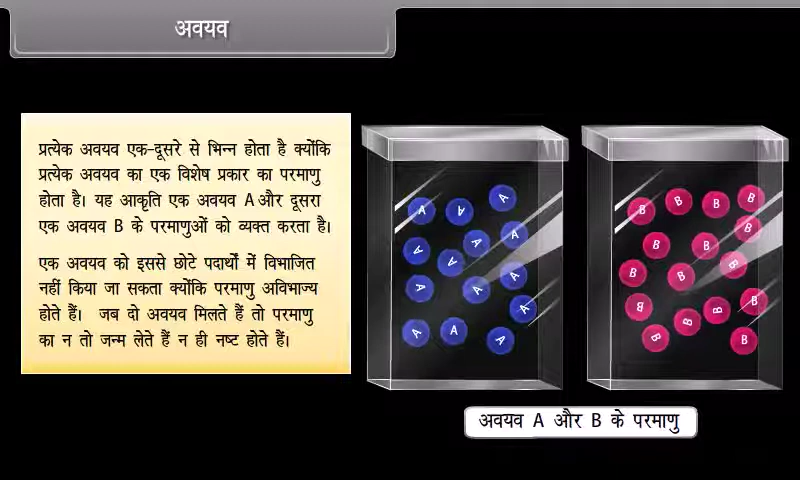 अवयव
प्रत्येक अवयव एक-दूसरे से भिन्न होता है क्योंकि
प्रत्येक अवयव का एक विशेष प्रकार का परमाणु
होता है। यह आकृति एक अवयव A और दूसरा
एक अवयव B के परमाणुओं को व्यक्त करता है।
एक अवयव को इससे छोटे पदार्थों में विभाजित
नहीं किया जा सकता क्योंकि परमाणु अविभाज्य
होते हैं। जब दो अवयव मिलते हैं तो परमाणु
का न तो जन्म लेते हैं न ही नष्ट होते हैं।
A A A
A A A
A A
A A A
A A A
B B B B
B B B
B B B
B B B B
B B
अवयव A और B के परमाणु